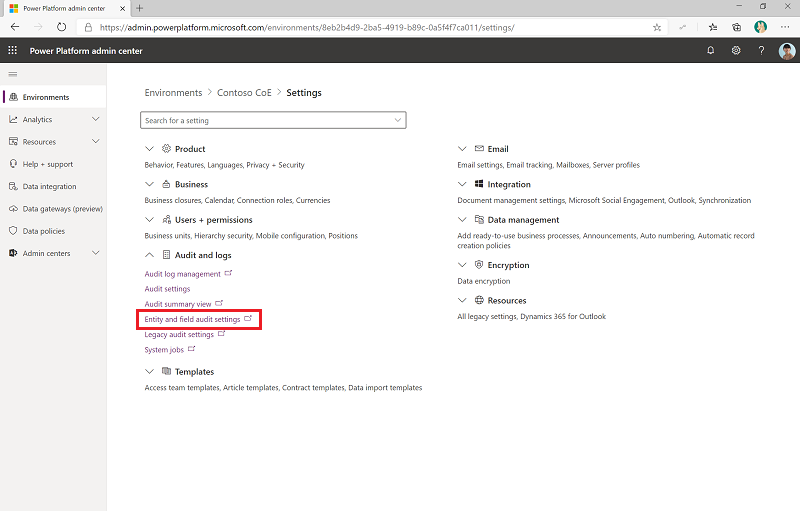 Power Platform admin center
https://admin.powerplatform.microsoft.com/environments/8eb2b4d9-2ba5-4919-b89c-0a5f4f7ca011/settings/
Power Platform admin center
Environments
Analytics
Resources
Help + support
Data integration
Data gateways (preview)
Data policies
Admin centers
Environments > Contoso CoE > Settings
Search for a setting
Product
Behavior, Features, Languages, Privacy + Security
Business
Business closures, Calendar, Connection roles, Currencies
Users + permissions
Business units, Hierarchy security, Mobile configuration, Positions
Audit and logs
Audit log management
Audit settings
Audit summary view
Entity and field audit settings
Legacy audit settings
System jobs
Templates
Access team templates, Article templates, Contract templates, Data import templates
Email
Email settings, Email tracking, Mailboxes, Server profiles
Integration
Document management settings, Microsoft Social Engagement, Outlook, Synchronization
Data management
Add ready-to-use business processes, Announcements, Auto numbering, Automatic record
creation policies
Encryption
Data encryption
Resources
All legacy settings, Dynamics 365 for Outlook